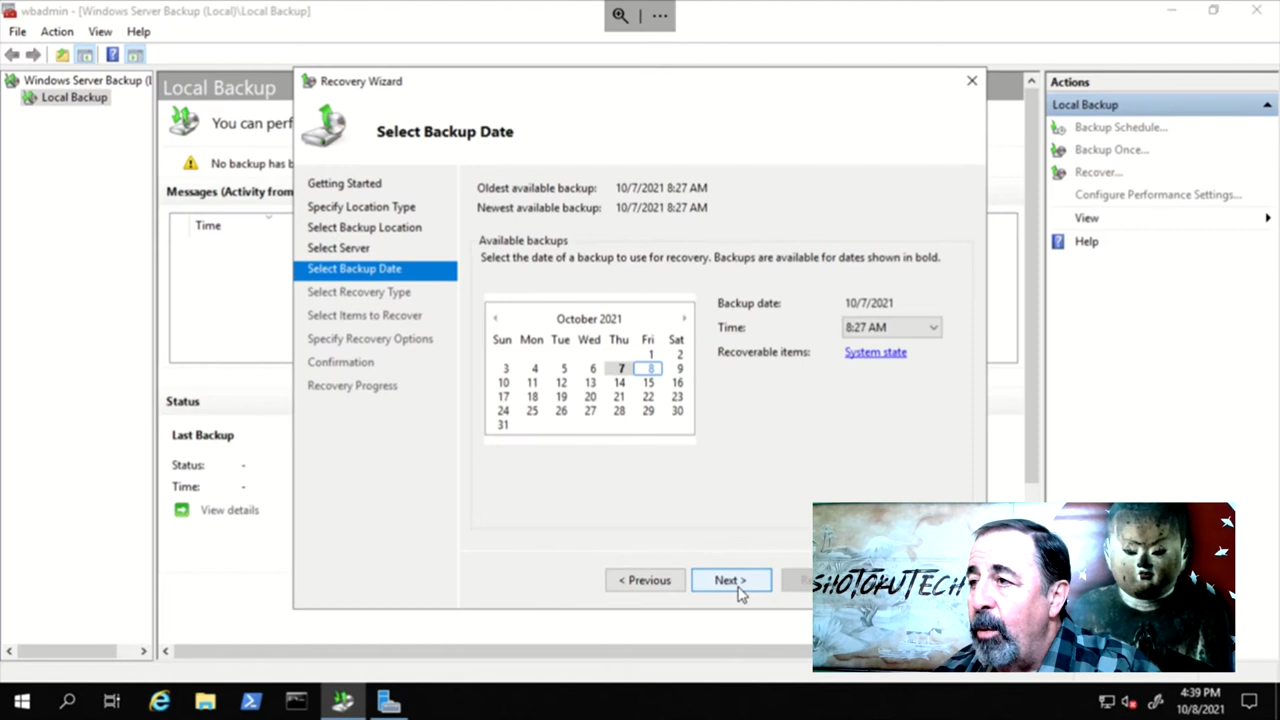 wbadmin - [Windows Server Backup (Local)\Local Backup]
File Action View Help
Windows Server Backup (L
Local Backup
Local Backup
You can perf
No backup has b
Messages (Activity from
Time
Status
Last Backup
Status: -
Time: -
View details
Recovery Wizard
Select Backup Date
Getting Started
Specify Location Type
Select Backup Location
Select Server
Select Backup Date
Select Recovery Type
Select Items to Recover
Specify Recovery Options
Confirmation
Recovery Progress
Oldest available backup: 10/7/2021 8:27 AM
Newest available backup: 10/7/2021 8:27 AM
Available backups
Select the date of a backup to use for recovery. Backups are available for dates shown in bold.
October 2021
Sun Mon Tue Wed Thu Fri Sat
1 2
3 4 5 6 7 8 9
10 11 12 13 14 15 16
17 18 19 20 21 22 23
24 25 26 27 28 29 30
31
Backup date: 10/7/2021
Time: 8:27 AM
Recoverable items: System state
< Previous Next > Re
Actions
Local Backup
Backup Schedule...
Backup Once...
Recover...
Configure Performance Settings...
View
Help
SHOTOKUTECH
4:39 PM
10/8/2021